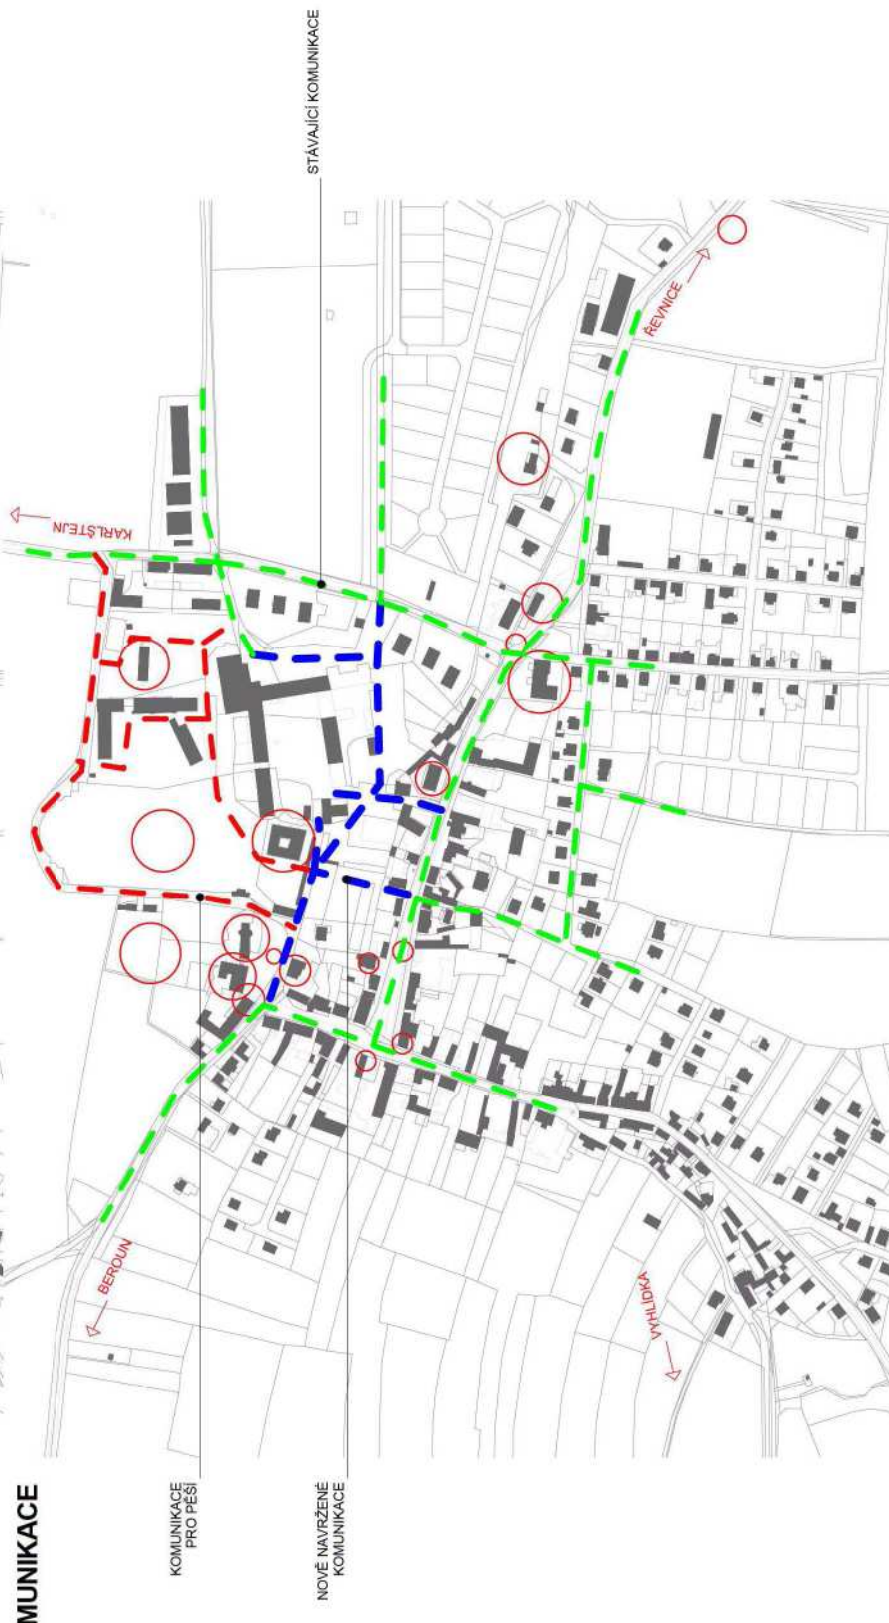 MUNIKACE
KOMUNIKACE
PRO PĚŠÍ
NOVĚ NAVRŽENÉ
KOMUNIKACE
STÁVAJÍCÍ KOMUNIKACE
BEROUN
KARLŠTEJN
VYHLÍDKA
ŘEVNICE